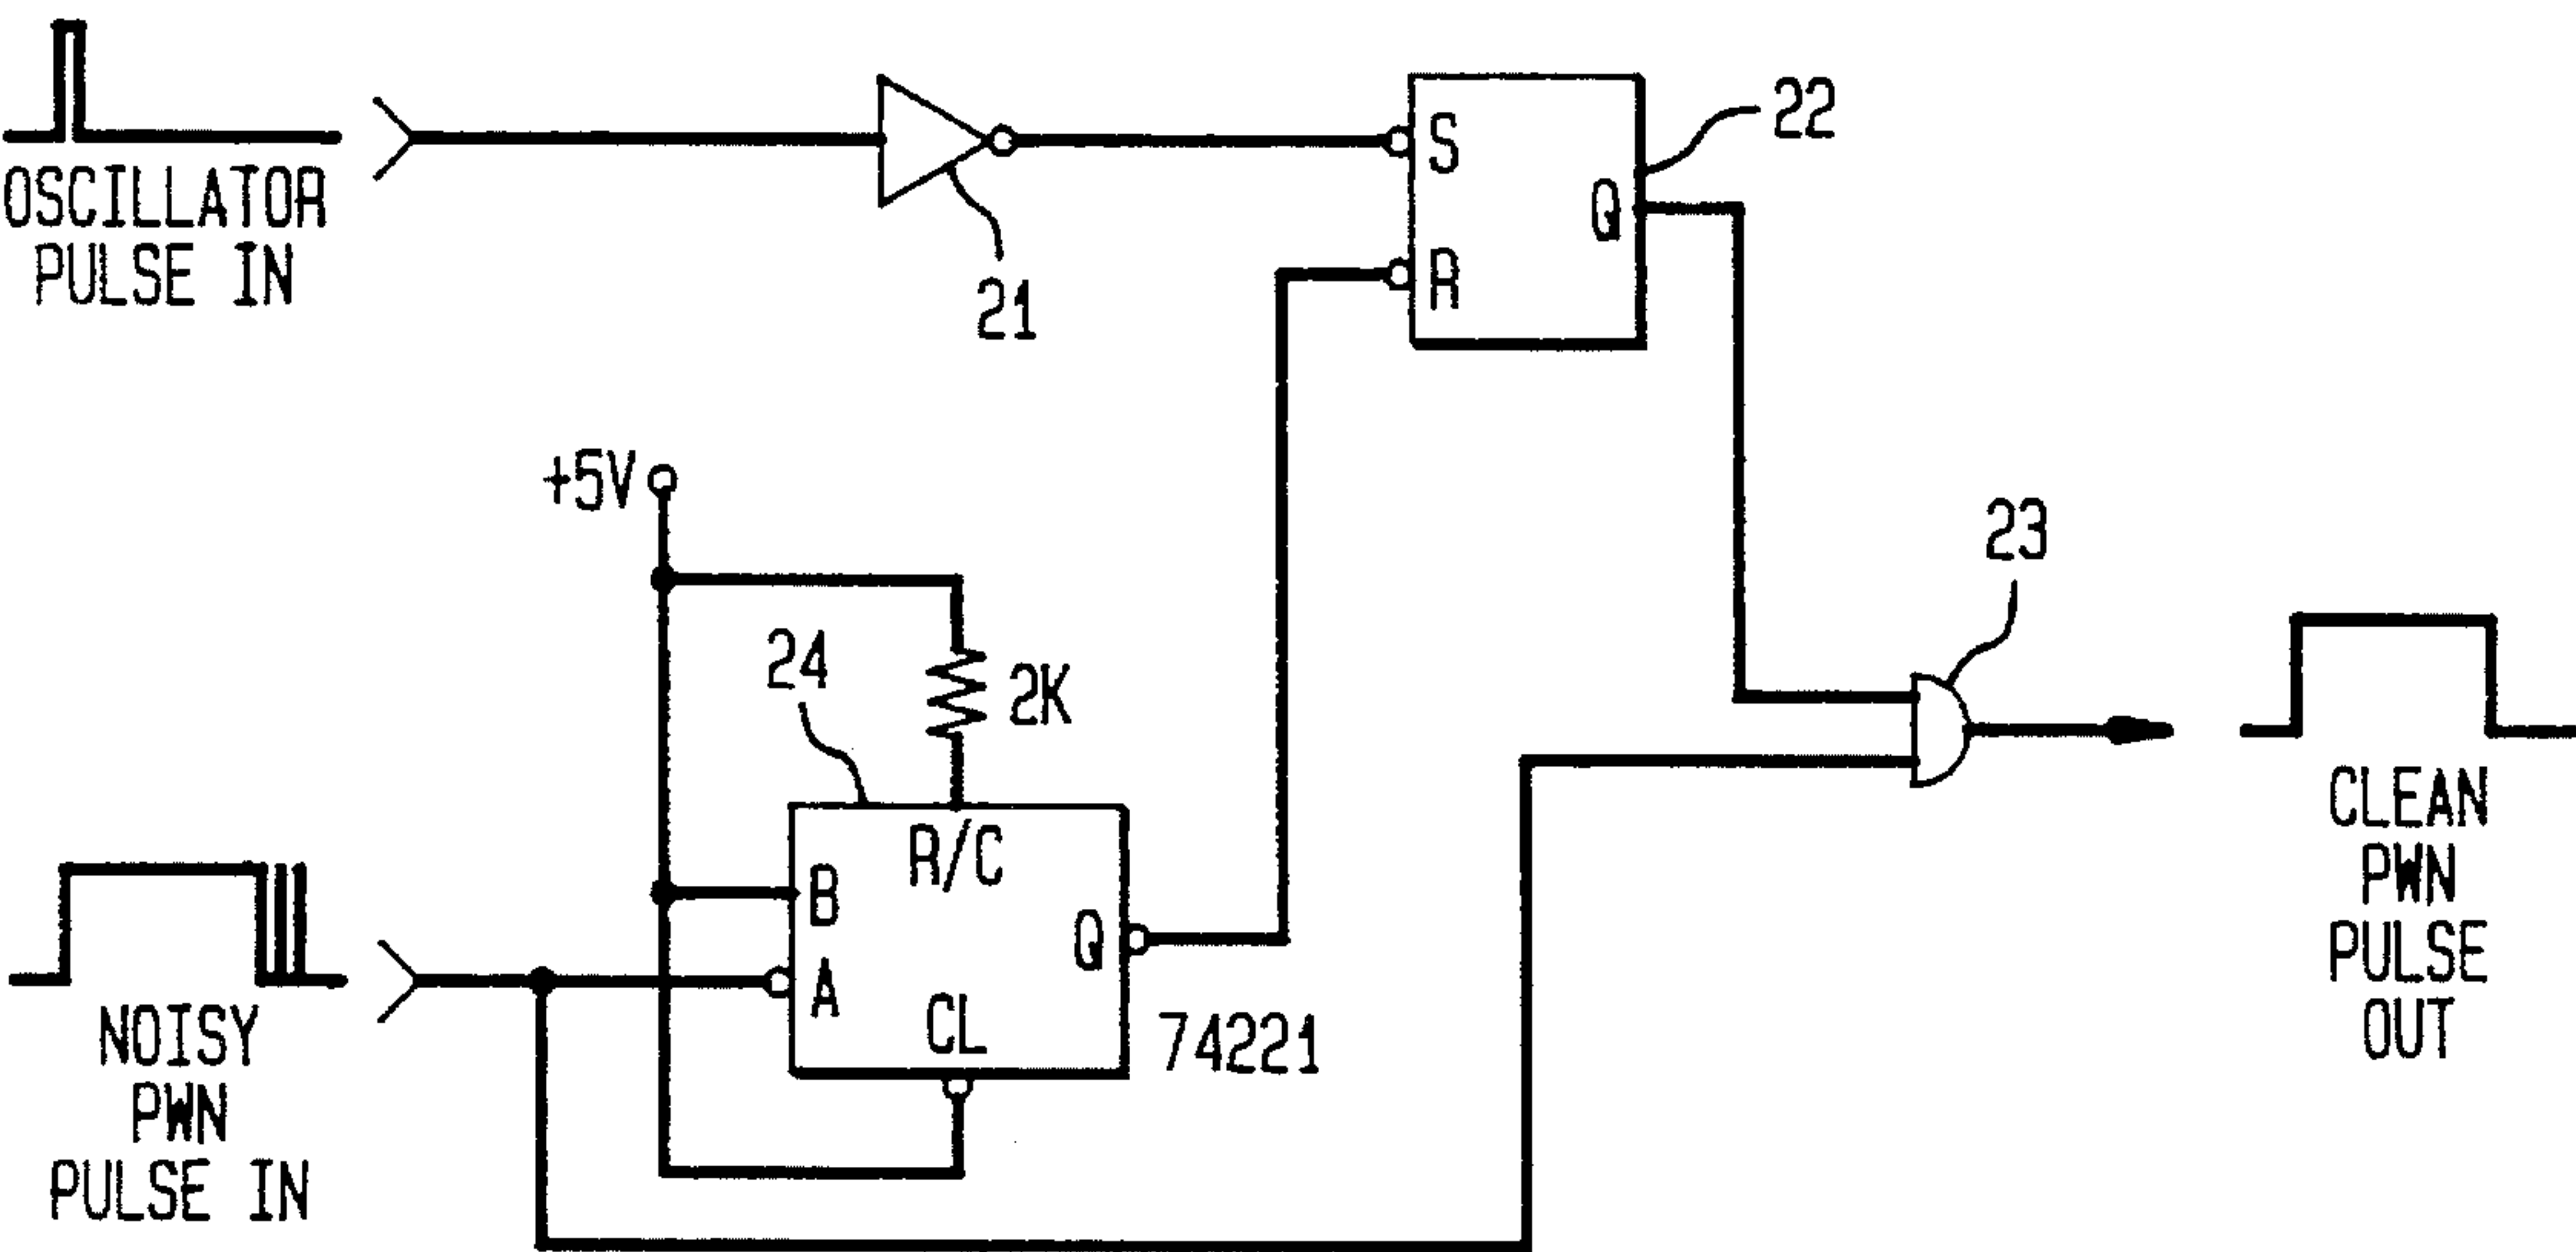 OSCILLATOR
PULSE IN
21
S
R
Q
22
+5V
24
2K
23
R/C
B
A
Q
CL
74221
NOISY
PWN
PULSE IN
CLEAN
PWN
PULSE
OUT